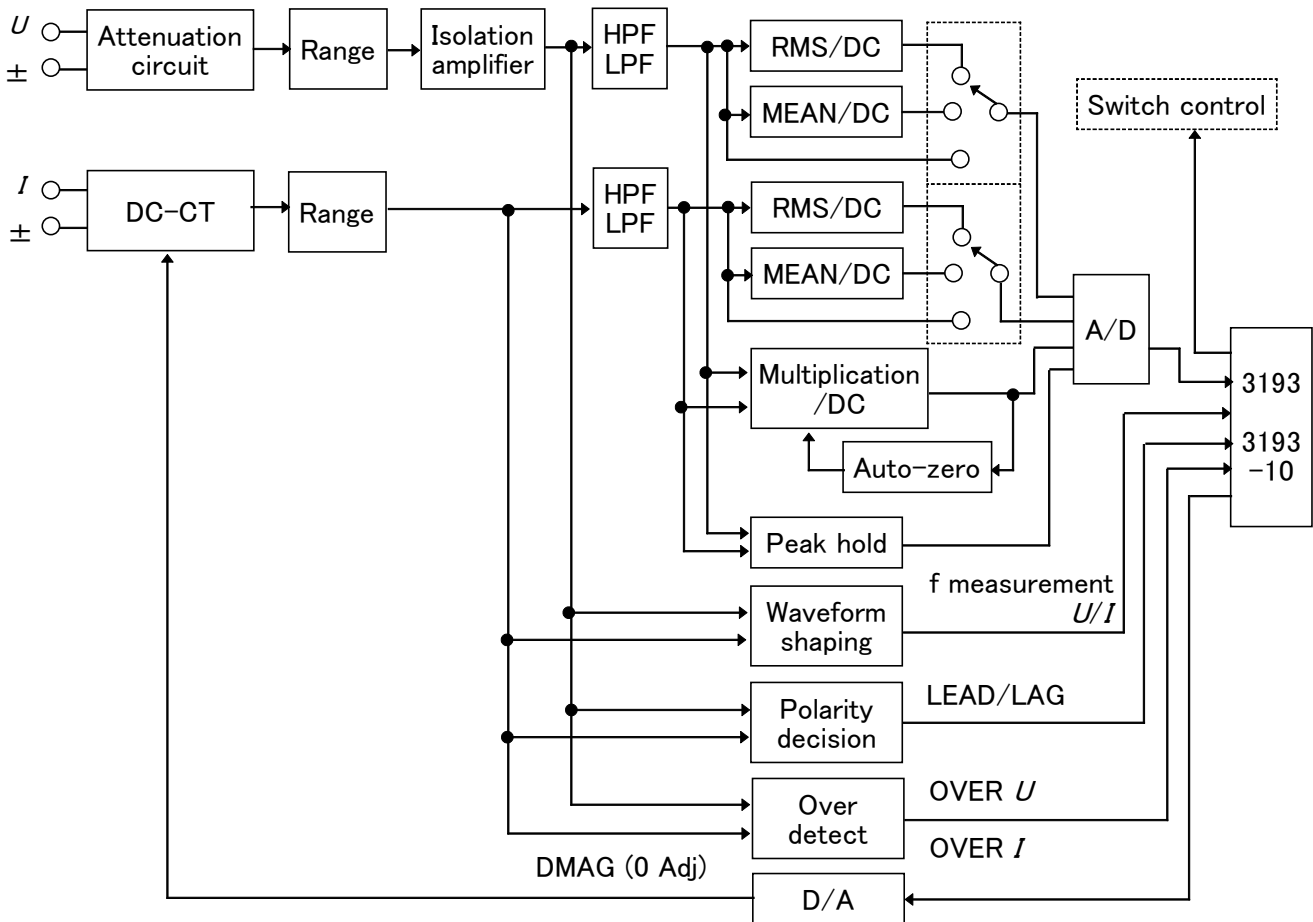 U
±
Attenuation
circuit
Range
Isolation
amplifier
HPF
LPF
RMS/DC
MEAN/DC
Switch control
I
±
DC-CT
Range
HPF
LPF
RMS/DC
MEAN/DC
A/D
3193
3193
-10
Multiplication
/DC
Auto-zero
Peak hold
f measurement
U/I
Waveform
shaping
LEAD/LAG
Polarity
decision
OVER U
Over
detect
OVER I
DMAG (0 Adj)
D/A